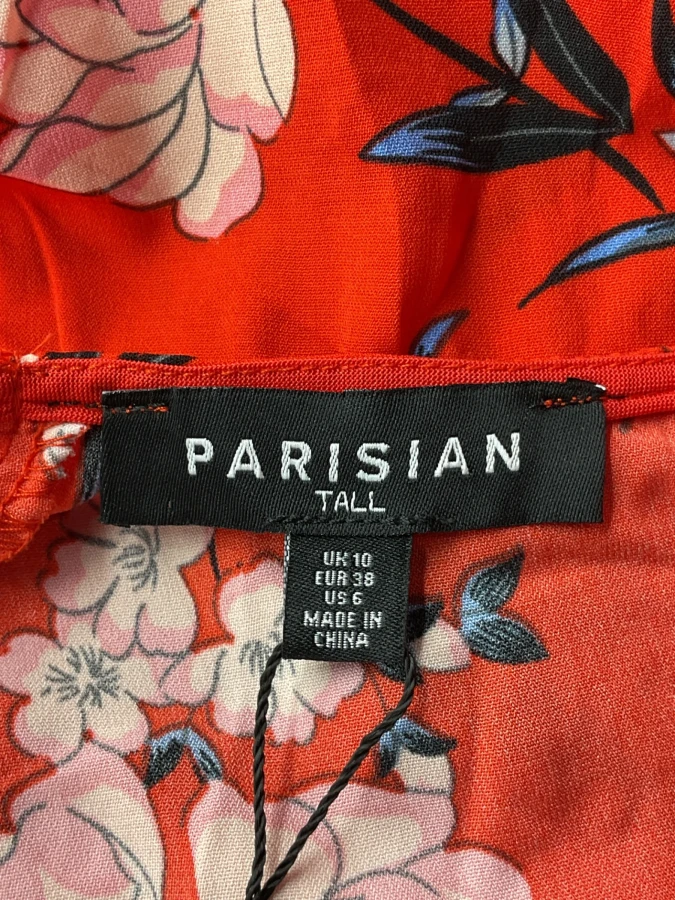 PARISIAN
TALL
UK 10
EUR 38
US 6
MADE IN
CHINA